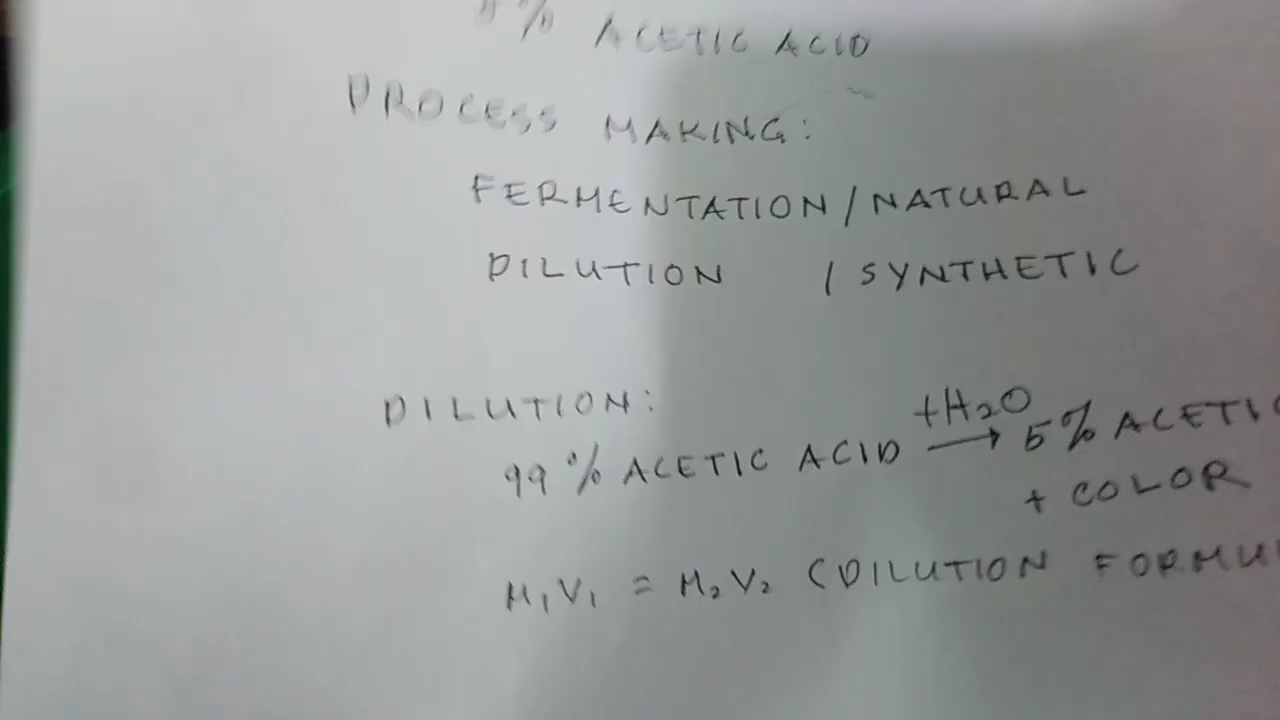 % ACETIC ACID
PROCESS MAKING:
FERMENTATION / NATURAL
DILUTION / SYNTHETIC
DILUTION:
+H2O
99% ACETIC ACID → 5% ACETIC
+ COLOR
M1V1 = M2V2 (DILUTION FORMU